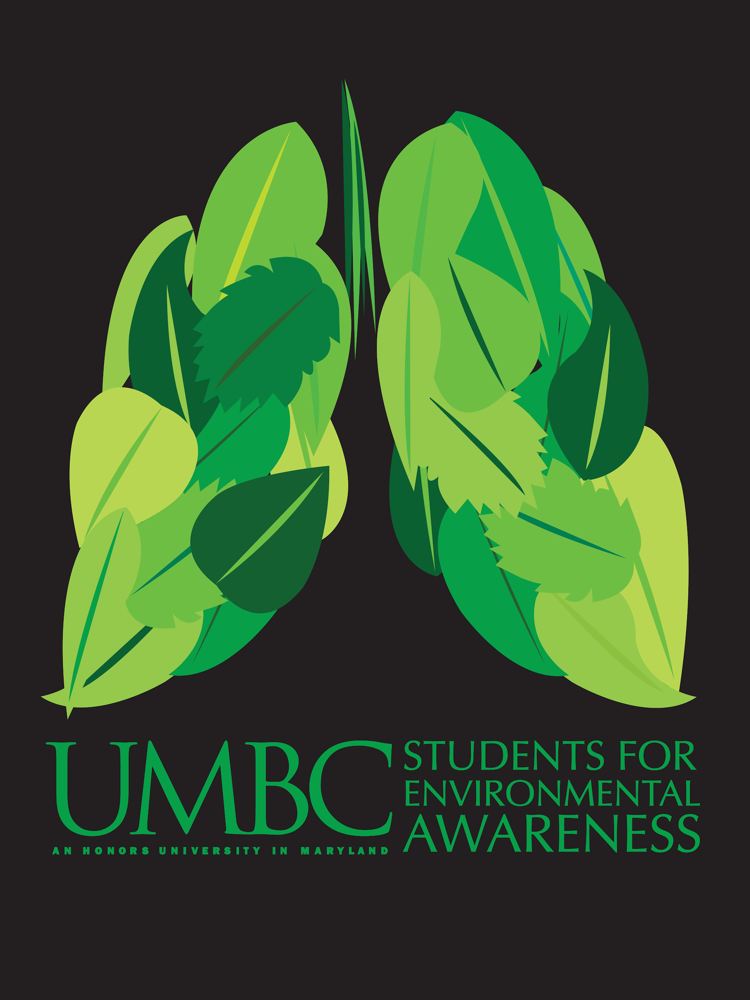 UMBC
AN HONORS UNIVERSITY IN MARYLAND
STUDENTS FOR
ENVIRONMENTAL
AWARENESS